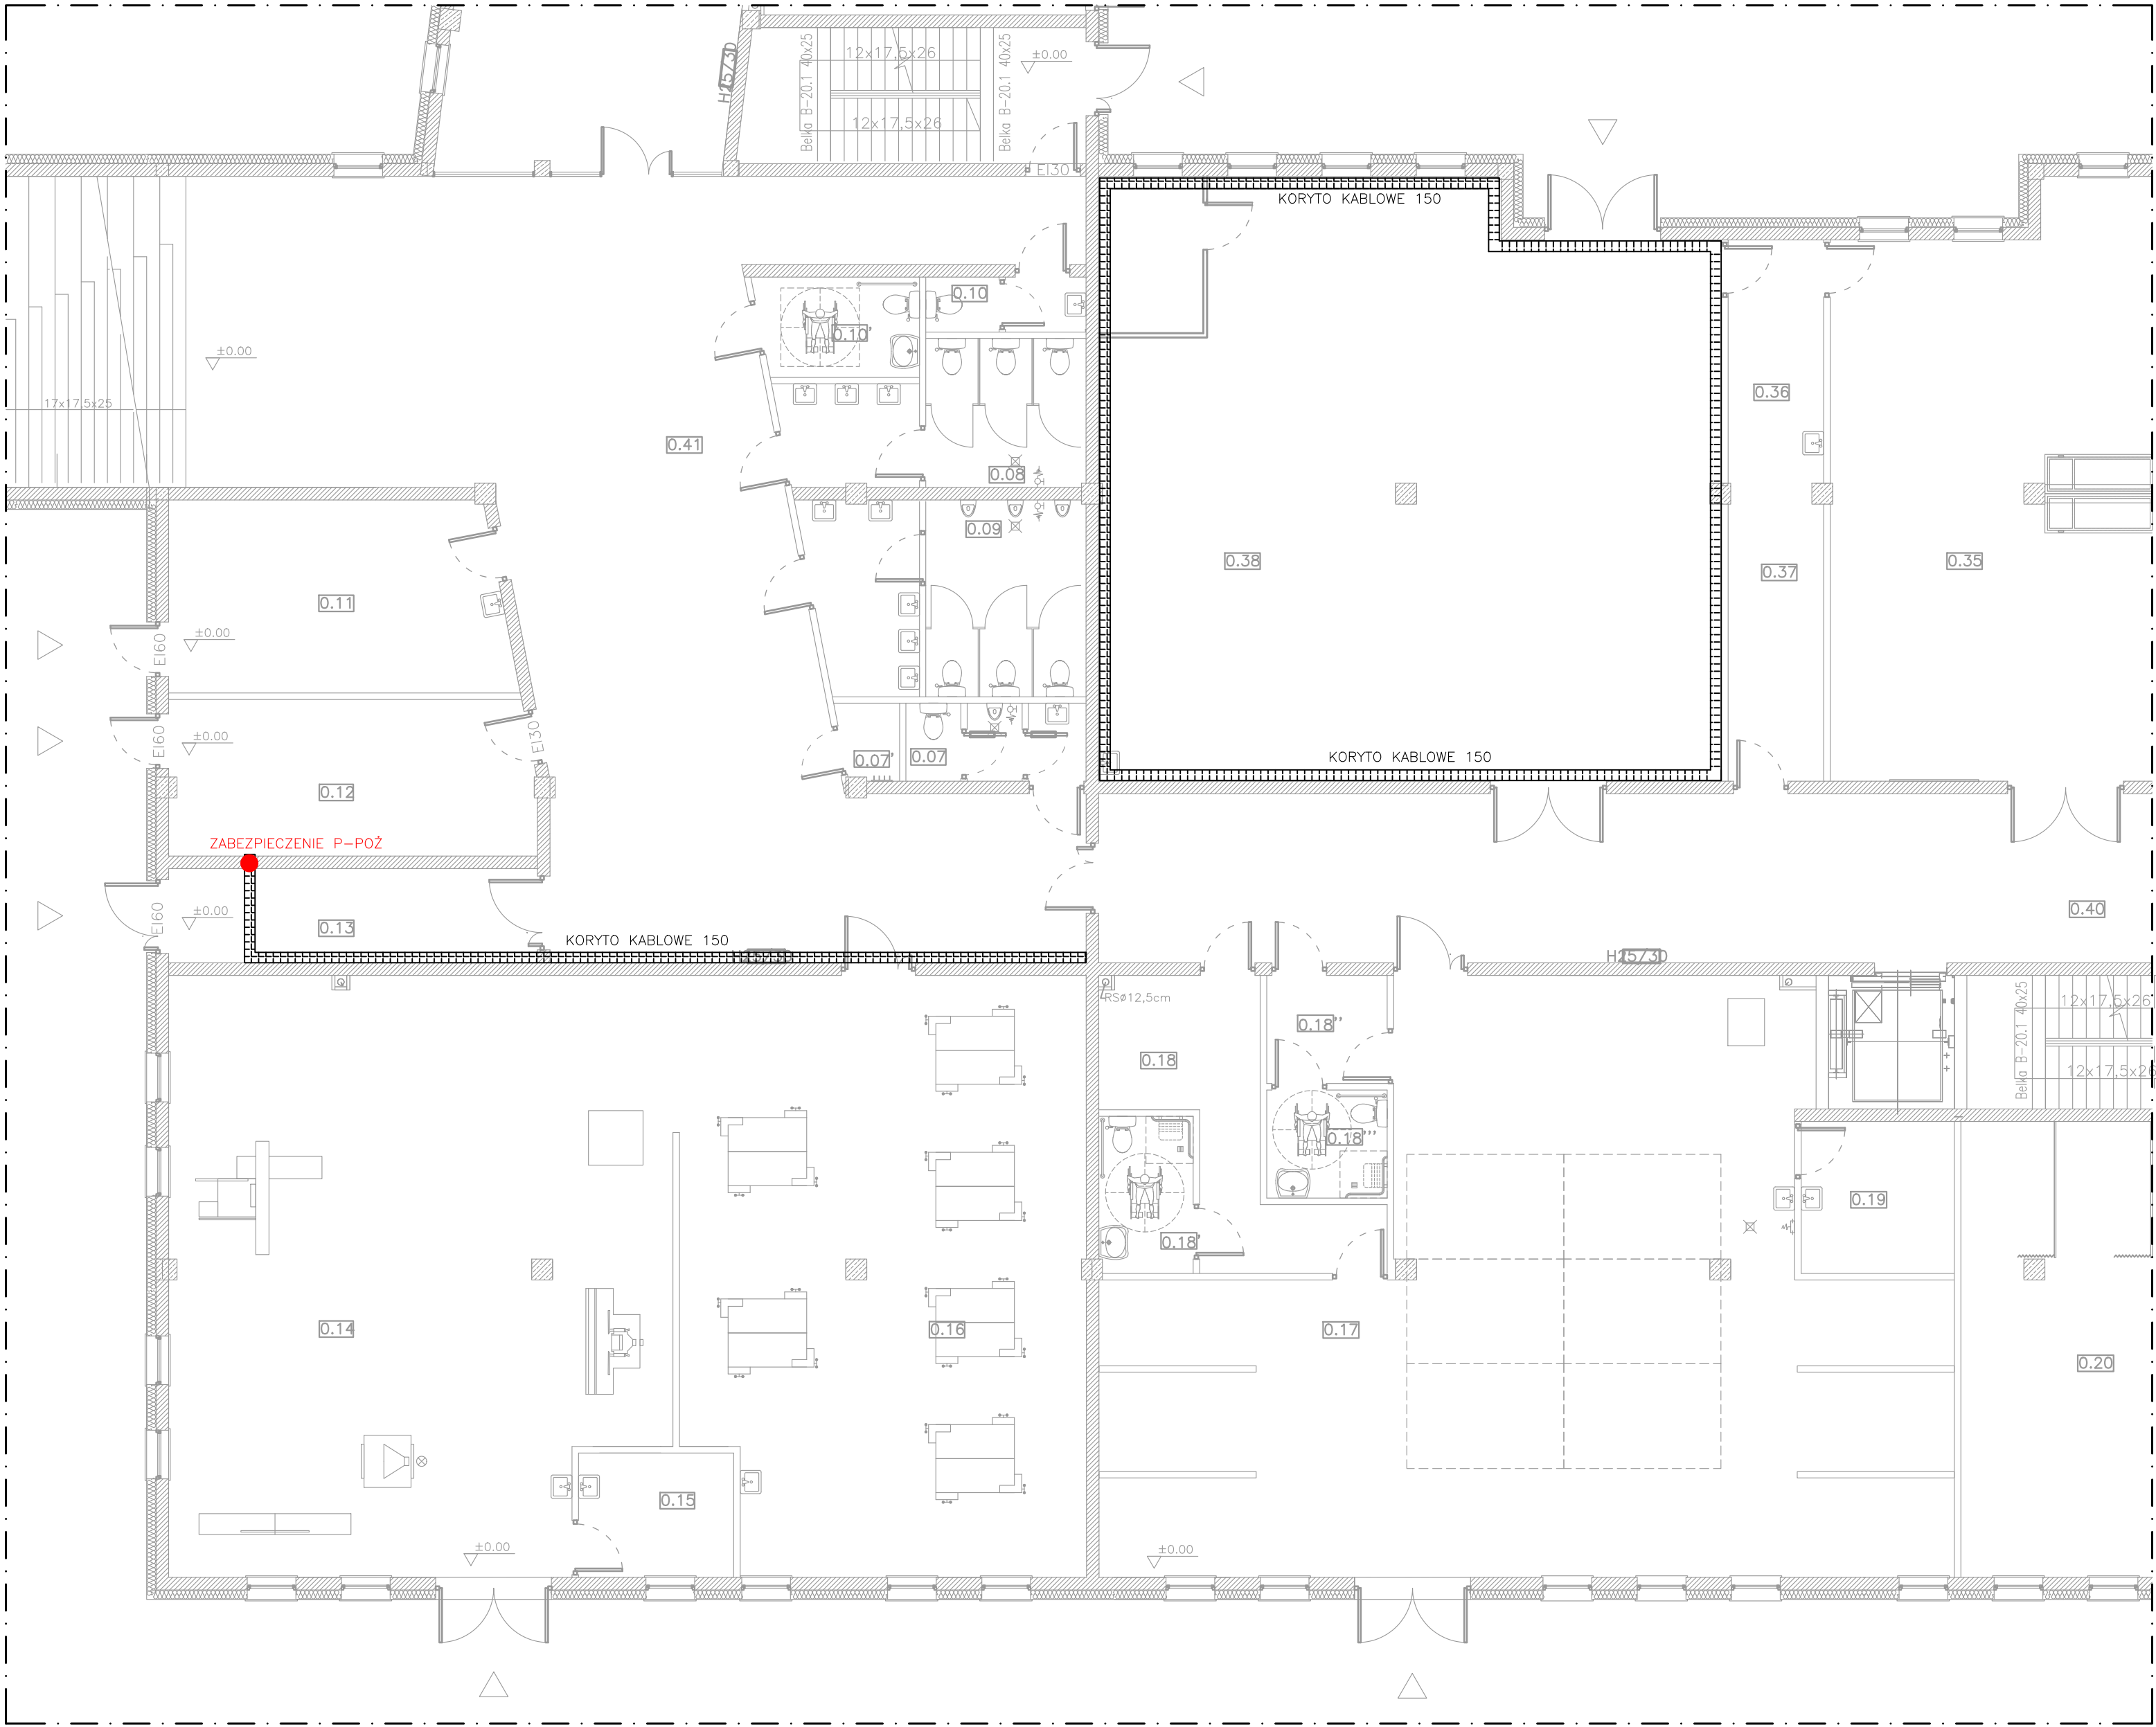 H25/30
Belka B-20.1 40x25
12x17,5x26
12x17,5x26
Belka B-20.1 40x25
±0.00
EI30
KORYTO KABLOWE 150
0.10
0.10'
±0.00
17x17,5x25
0.36
0.41
0.08
0.09
0.38
0.37
0.35
0.11
±0.00
EI60
±0.00
EI60
EI30
0.07'
0.07
KORYTO KABLOWE 150
0.12
ZABEZPIECZENIE P-POŻ
±0.00
EI60
0.13
0.40
KORYTO KABLOWE 150
H25/30
H25/30
RSø12,5cm
0.18''
0.18
Belka B-20.1 40x25
12x17,5x26
12x17,5x26
0.18'''
0.19
0.18'
0.14
0.16
0.17
0.20
0.15
±0.00
±0.00